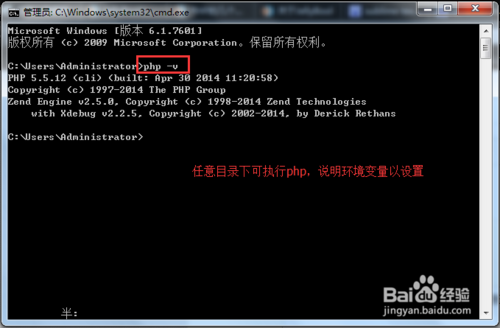 管理员: C:\Windows\system32\cmd.exe
Microsoft Windows [版本 6.1.7601]
版权所有 (c) 2009 Microsoft Corporation。保留所有权利。
C:\Users\Administrator>php -v
PHP 5.5.12 (cli) (built: Apr 30 2014 11:20:58)
Copyright (c) 1997-2014 The PHP Group
Zend Engine v2.5.0, Copyright (c) 1998-2014 Zend Technologies
with Xdebug v2.2.5, Copyright (c) 2002-2014, by Derick Rethans
C:\Users\Administrator>
任意目录下可执行php，说明环境变量以设置
半:
Baidu 经验
jingyan.baidu.com